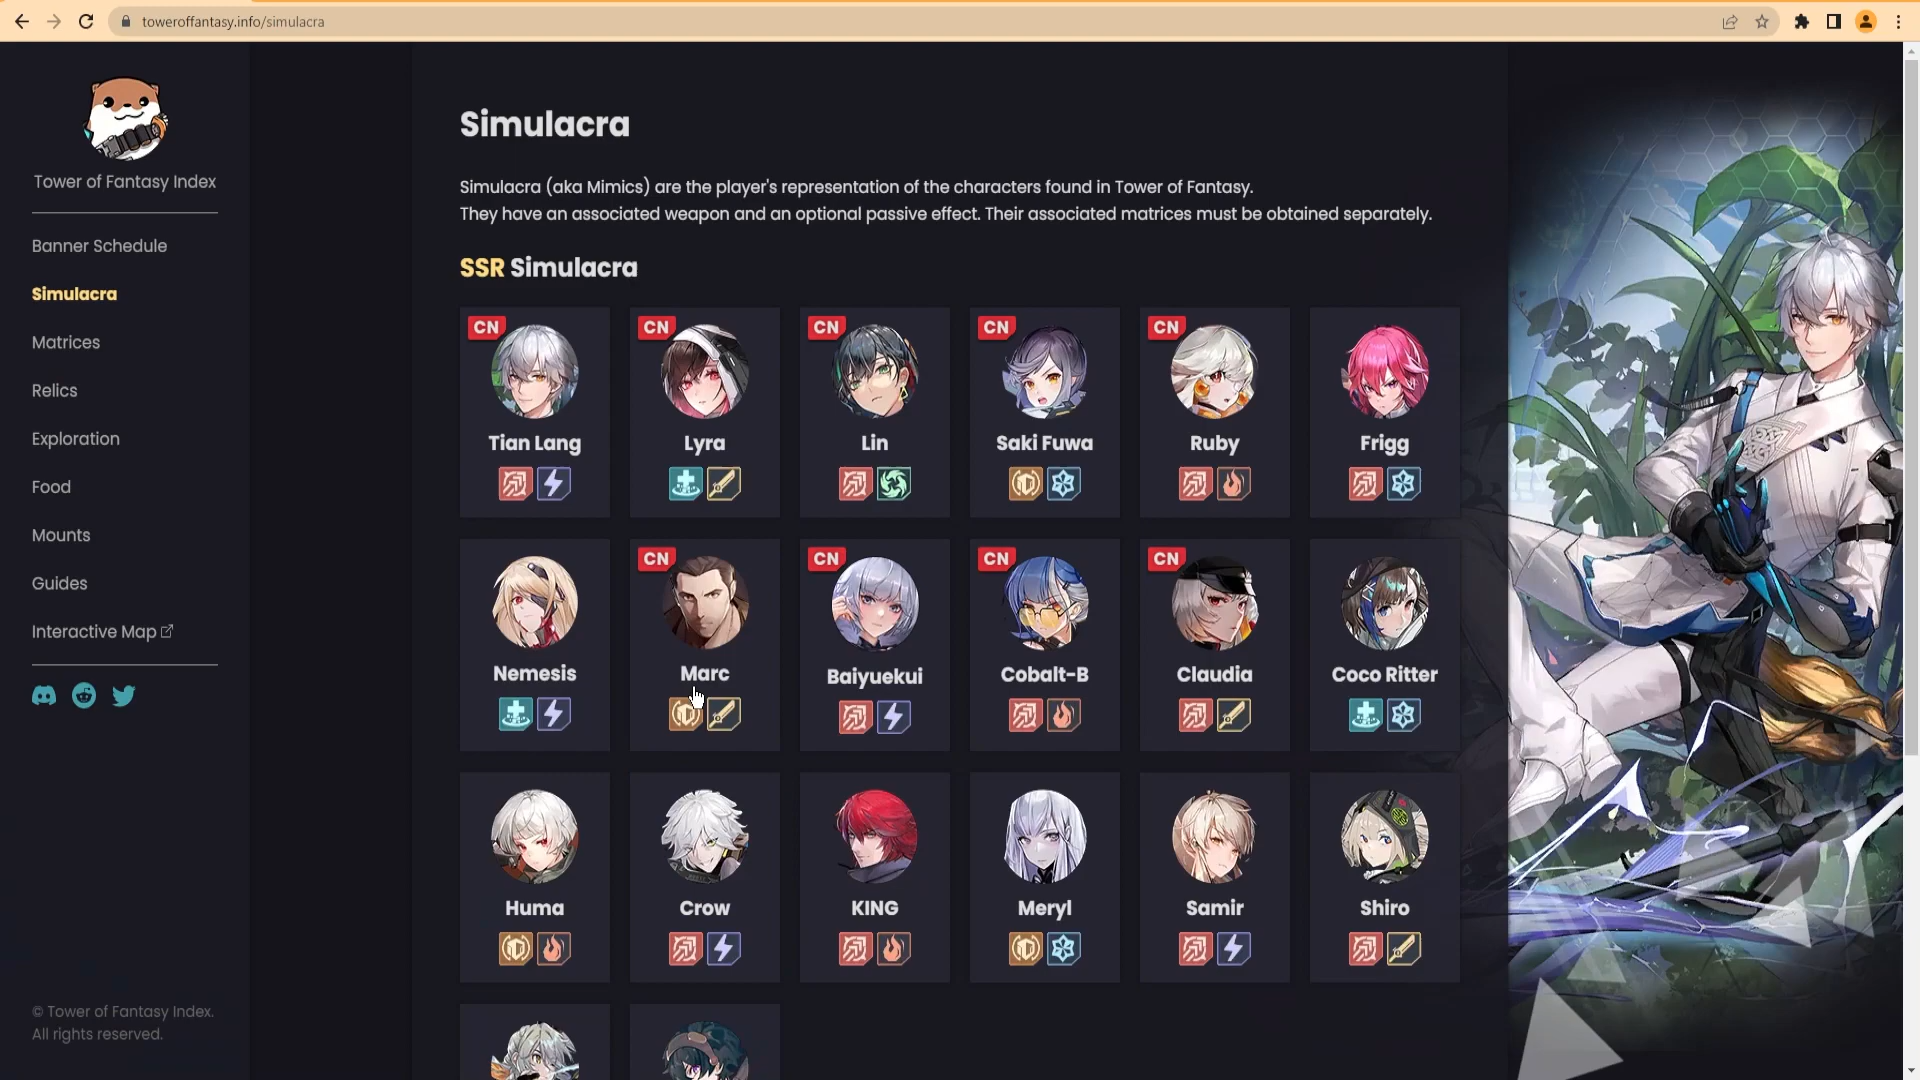 toweroffantasy.info/simulacra
Tower of Fantasy Index
Banner Schedule
Simulacra
Matrices
Relics
Exploration
Food
Mounts
Guides
Interactive Map
© Tower of Fantasy Index.
All rights reserved.
Simulacra
Simulacra (aka Mimics) are the player's representation of the characters found in Tower of Fantasy.
They have an associated weapon and an optional passive effect. Their associated matrices must be obtained separately.
SSR Simulacra
CN
Tian Lang
CN
Lyra
CN
Lin
CN
Saki Fuwa
CN
Ruby
Frigg
Nemesis
CN
Marc
CN
Baiyuekui
CN
Cobalt-B
CN
Claudia
Coco Ritter
Huma
Crow
KING
Meryl
Samir
Shiro